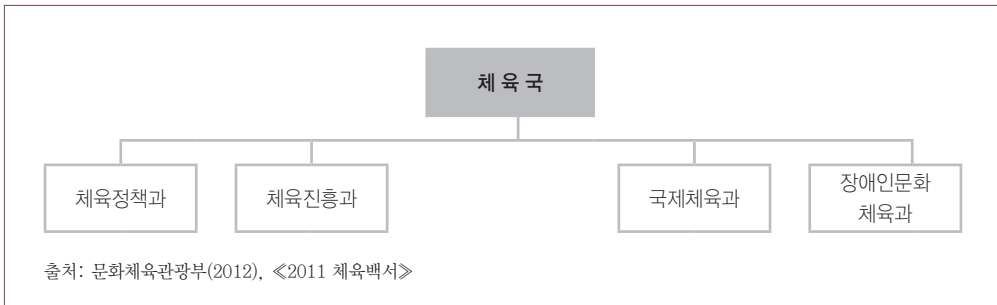 체육국
체육정책과
체육진흥과
국제체육과
장애인문화
체육과
출처: 문화체육관광부(2012), ≪2011 체육백서≫